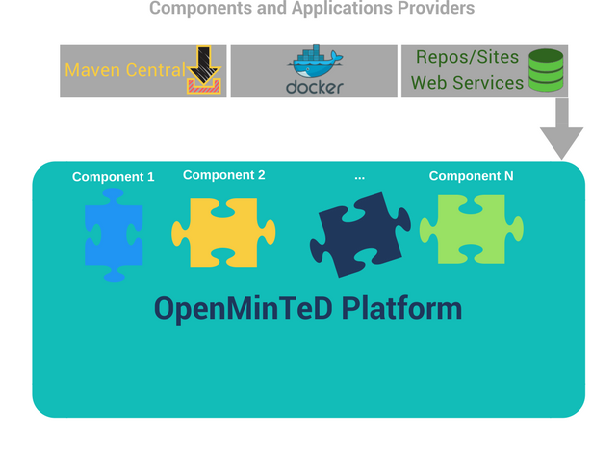 Components and Applications Providers
Maven Central
docker
Repos/Sites
Web Services
Component 1
Component 2
...
Component N
OpenMinTeD Platform